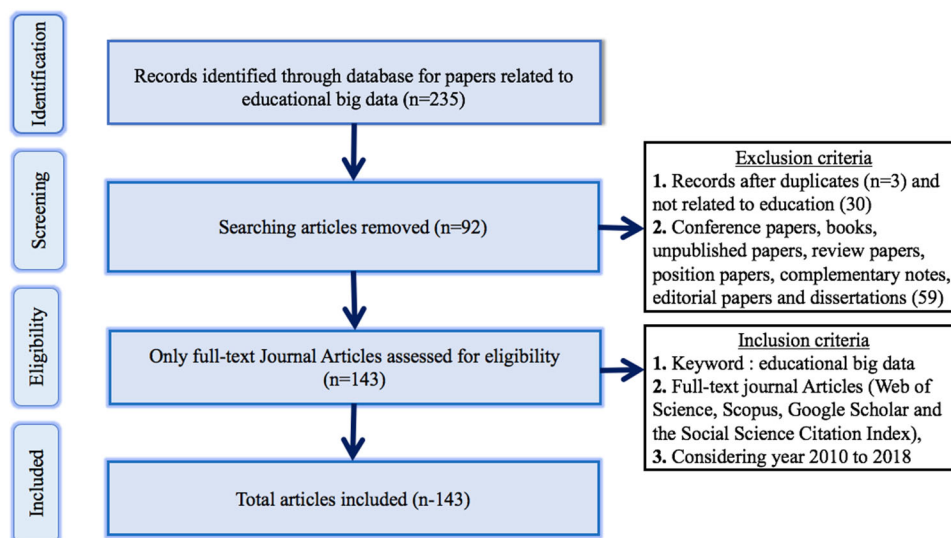 Identification
Records identified through database for papers related to
educational big data (n=235)
Screening
Searching articles removed (n=92)
Exclusion criteria
1. Records after duplicates (n=3) and
not related to education (30)
2. Conference papers, books,
unpublished papers, review papers,
position papers, complementary notes,
editorial papers and dissertations (59)
Eligibility
Only full-text Journal Articles assessed for eligibility
(n=143)
Inclusion criteria
1. Keyword : educational big data
2. Full-text journal Articles (Web of
Science, Scopus, Google Scholar and
the Social Science Citation Index),
3. Considering year 2010 to 2018
Included
Total articles included (n-143)